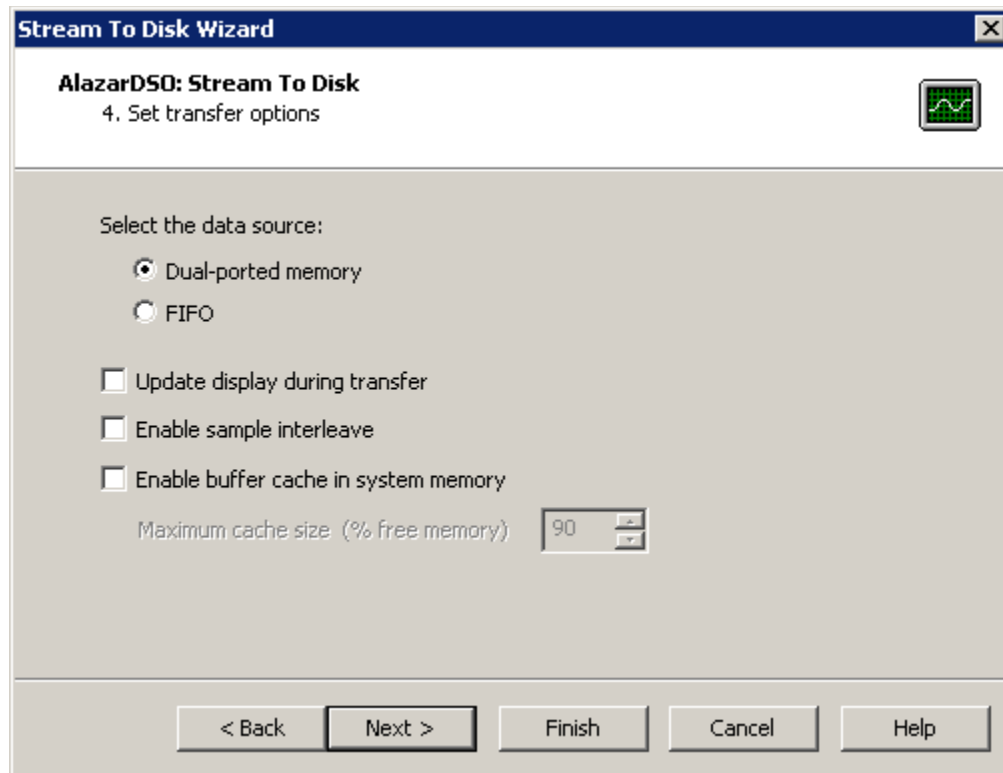 Stream To Disk Wizard
AlazarDSO: Stream To Disk
4. Set transfer options
Select the data source:
Dual-ported memory
FIFO
Update display during transfer
Enable sample interleave
Enable buffer cache in system memory
Maximum cache size (% free memory) 90
< Back Next > Finish Cancel Help